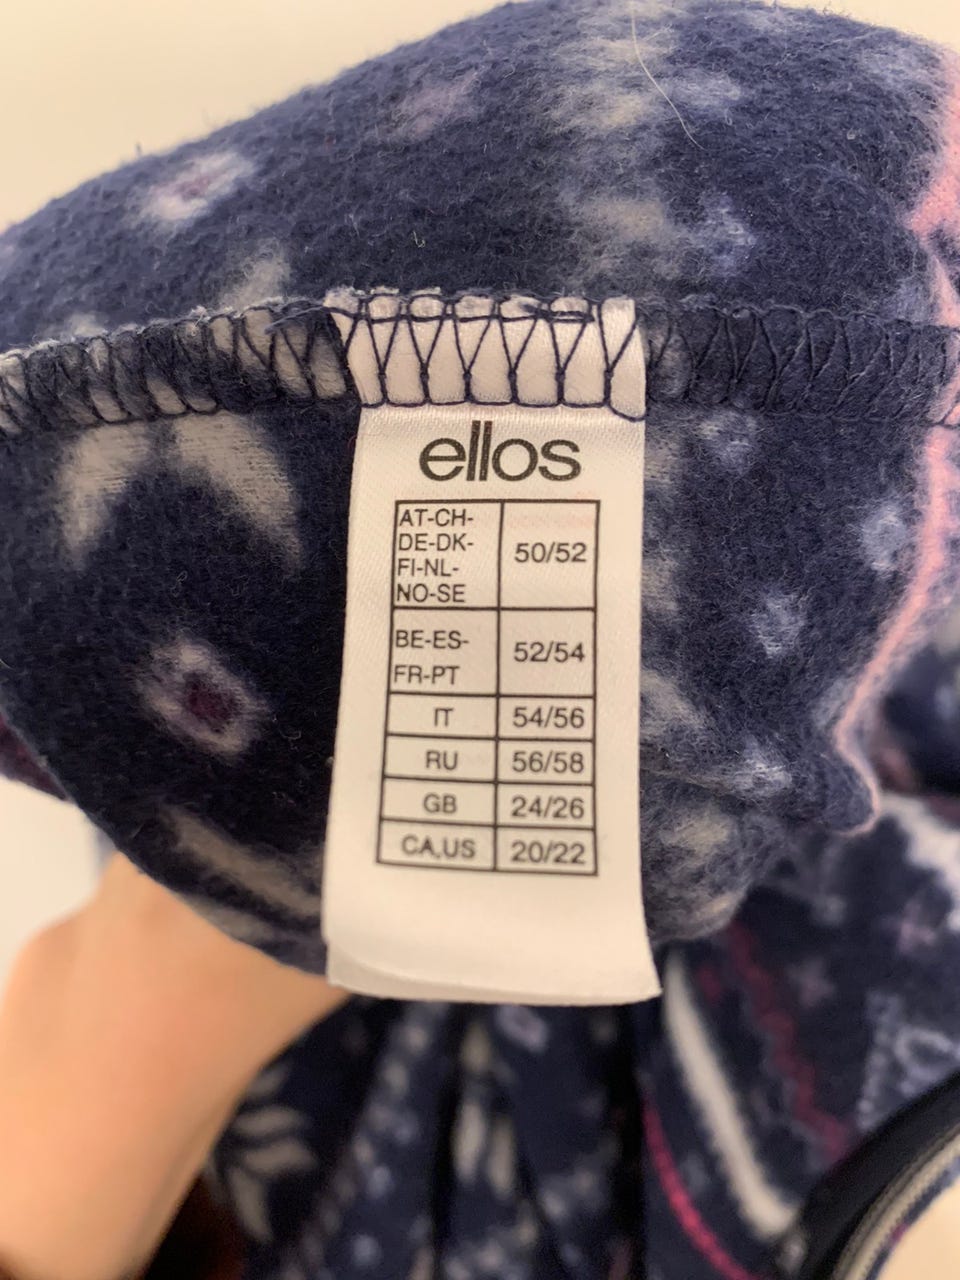 ellos
AT-CH-
DE-DK-
FI-NL-
NO-SE
50/52
BE-ES-
FR-PT
52/54
IT 54/56
RU 56/58
GB 24/26
CA,US 20/22